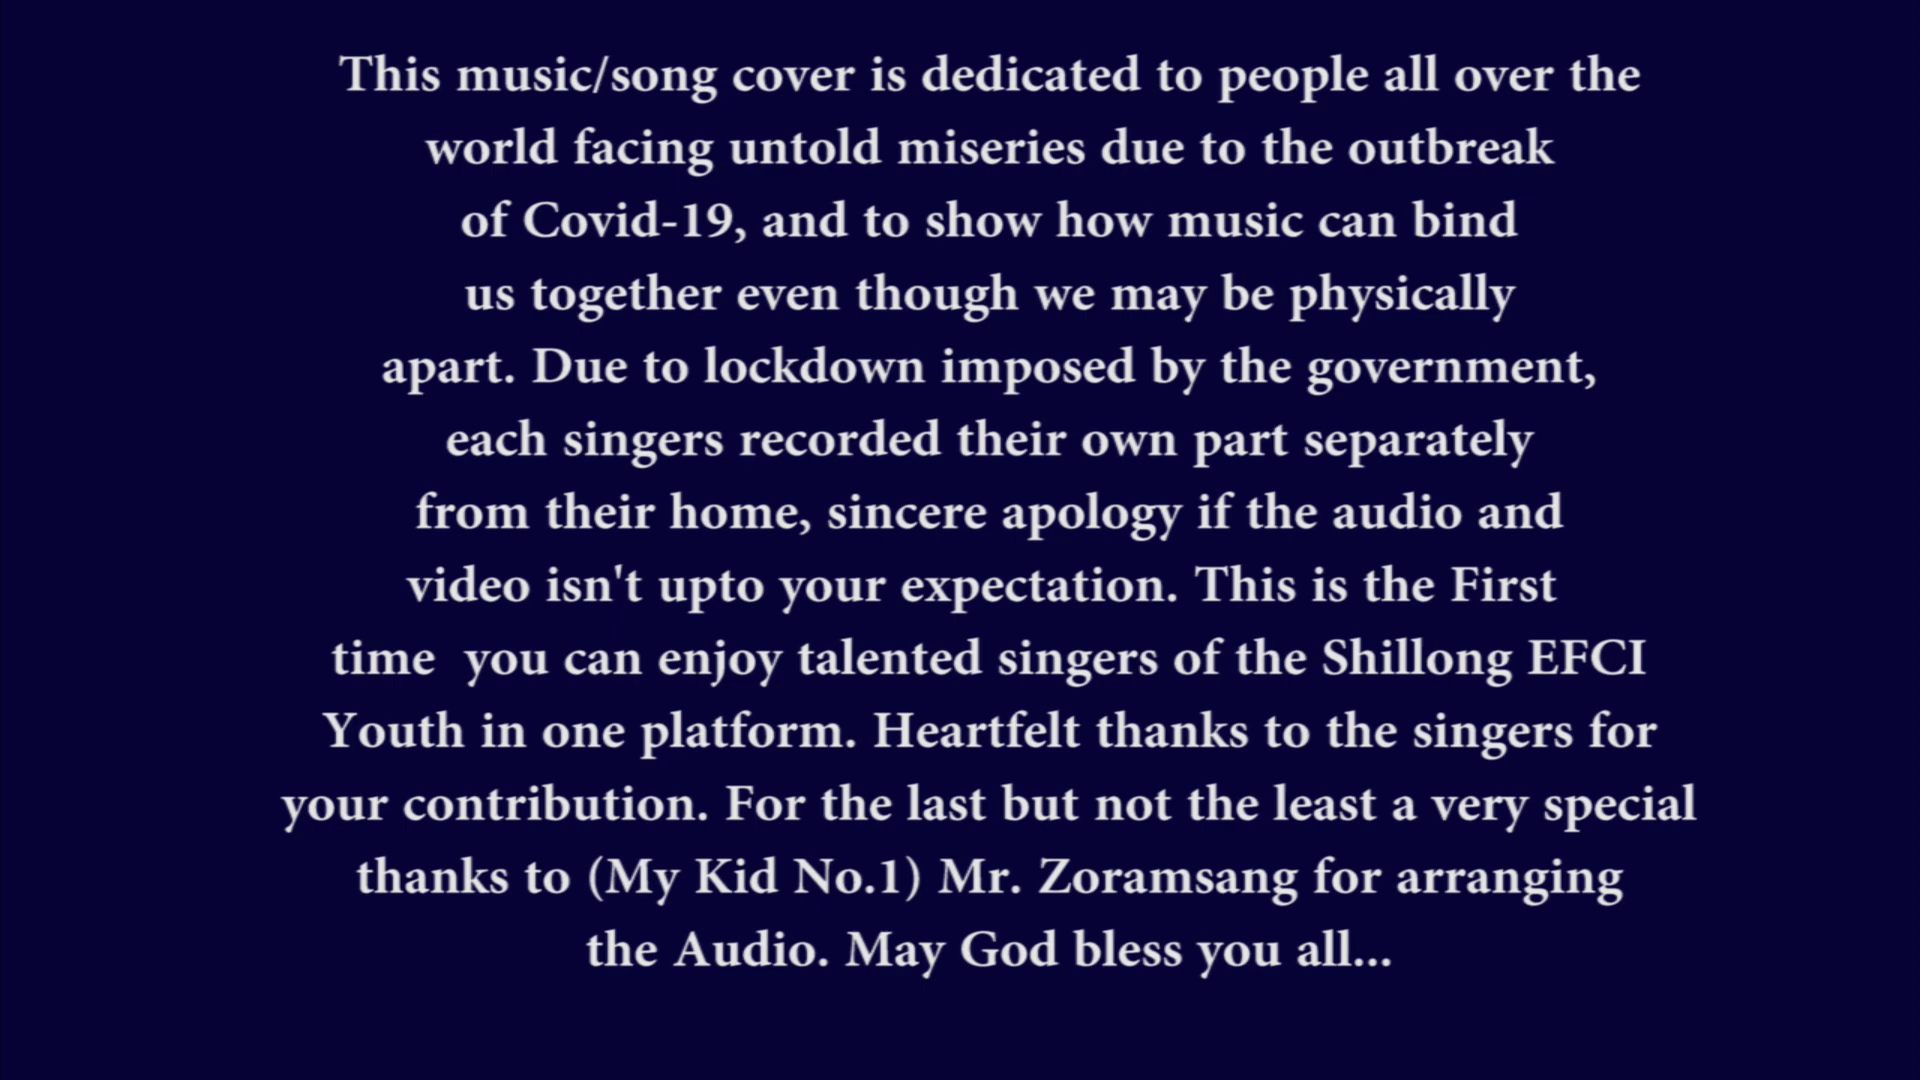 This music/song cover is dedicated to people all over the
world facing untold miseries due to the outbreak
of Covid-19, and to show how music can bind
us together even though we may be physically
apart. Due to lockdown imposed by the government,
each singers recorded their own part separately
from their home, sincere apology if the audio and
video isn't upto your expectation. This is the First
time  you can enjoy talented singers of the Shillong EFCI
Youth in one platform. Heartfelt thanks to the singers for
your contribution. For the last but not the least a very special
thanks to (My Kid No.1) Mr. Zoramsang for arranging
the Audio. May God bless you all...